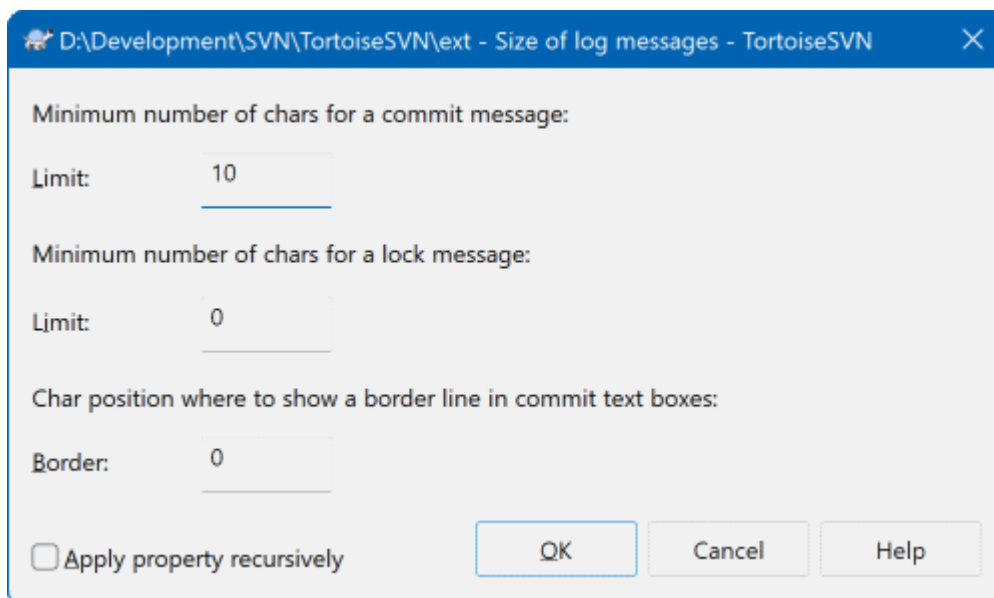 D:\Development\SVN\TortoiseSVN\ext - Size of log messages - TortoiseSVN
Minimum number of chars for a commit message:
Limit: 10
Minimum number of chars for a lock message:
Limit: 0
Char position where to show a border line in commit text boxes:
Border: 0
Apply property recursively OK Cancel Help